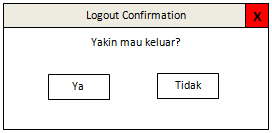 Logout Confirmation X
Yakin mau keluar?
Ya Tidak